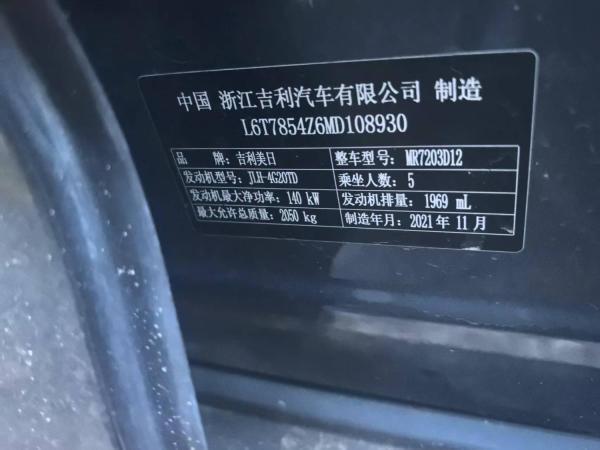 中国 浙江吉利汽车有限公司 制造
L6T7854Z6MD108930
品 牌: 吉利美日 整车型号: MR7203D12
发动机型号: JLH-4G20TD 乘坐人数: 5
发动机最大净功率: 140 kW 发动机排量: 1969 mL
最大允许总质量: 2050 kg 制造年月: 2021 年 11 月